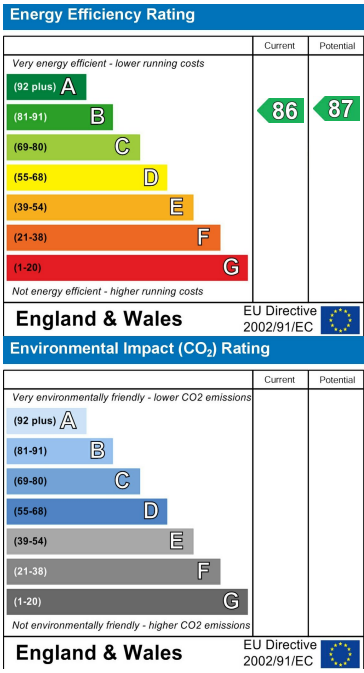 Energy Efficiency Rating
Current Potential
Very energy efficient - lower running costs
(92 plus) A
(81-91) B
86 87
(69-80) C
(55-68) D
(39-54) E
(21-38) F
(1-20) G
Not energy efficient - higher running costs
England & Wales
EU Directive
2002/91/EC
Environmental Impact (CO₂) Rating
Current Potential
Very environmentally friendly - lower CO2 emissions
(92 plus) A
(81-91) B
(69-80) C
(55-68) D
(39-54) E
(21-38) F
(1-20) G
Not environmentally friendly - higher CO2 emissions
England & Wales
EU Directive
2002/91/EC